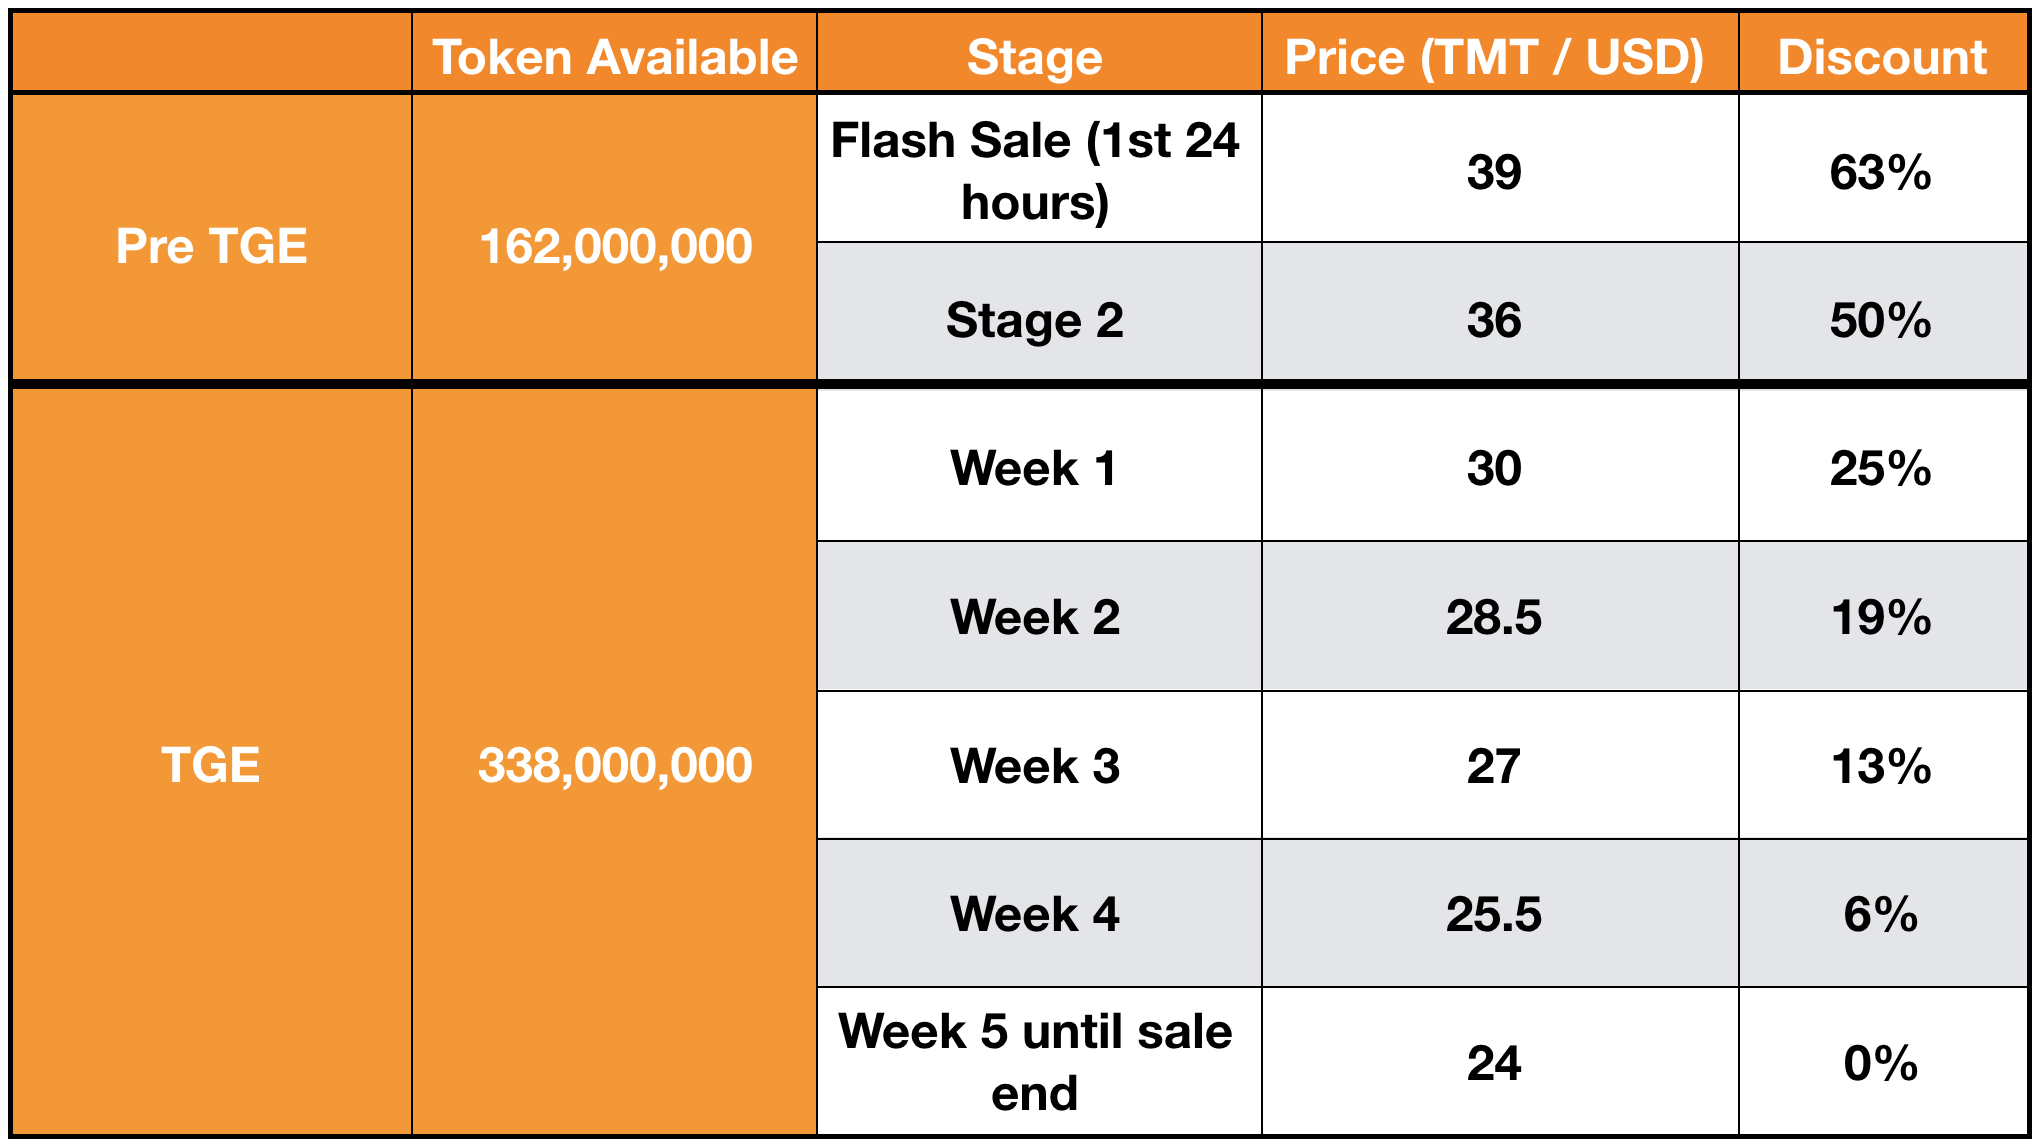 Token Available
Stage
Price (TMT / USD)
Discount
Pre TGE
162,000,000
Flash Sale (1st 24
hours)
39
63%
Stage 2
36
50%
TGE
338,000,000
Week 1
30
25%
Week 2
28.5
19%
Week 3
27
13%
Week 4
25.5
6%
Week 5 until sale
end
24
0%